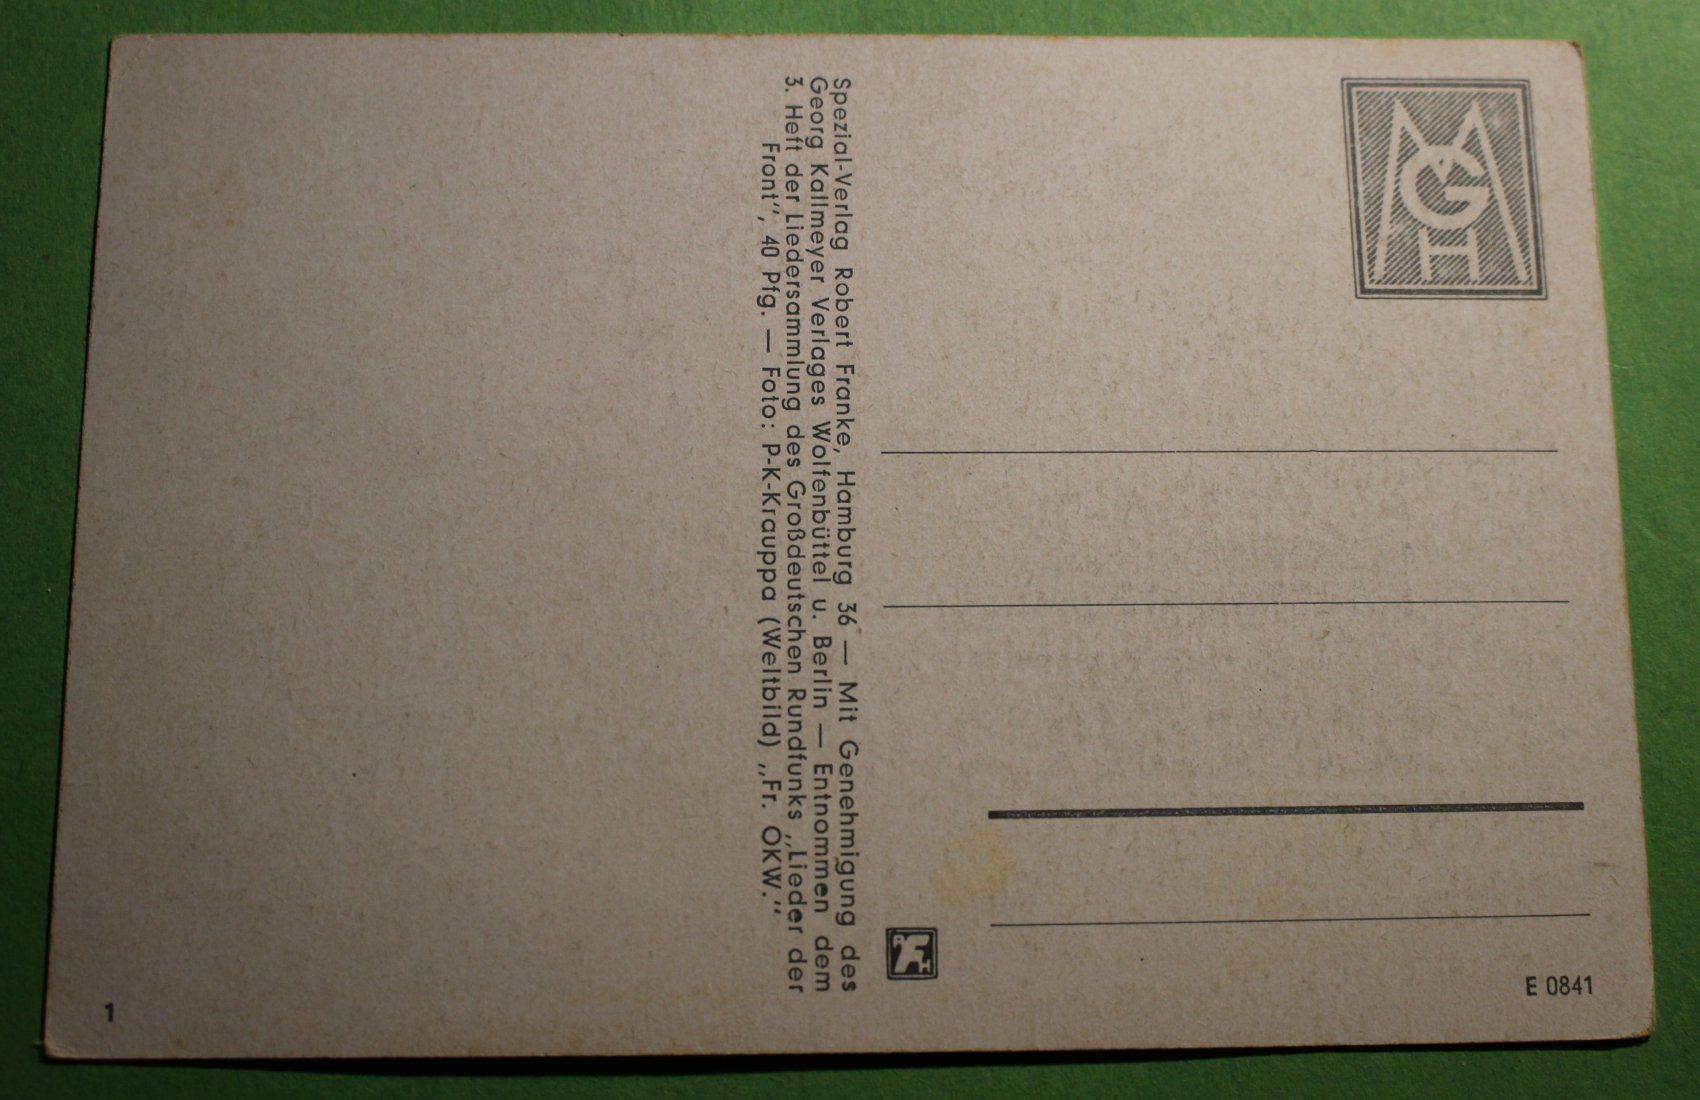 Spezial-Verlag Robert Franke, Hamburg 36 — Mit Genehmigung des
Georg Kallmeyer Verlages Wolfenbüttel u. Berlin — Entnommen dem
3. Heft der Liedersammlung des Großdeutschen Rundfunks „Lieder der
Front“, 40 Pfg. — Foto: P-K-Krauppa (Weltbild) „Fr. OKW.“
E 0841
1